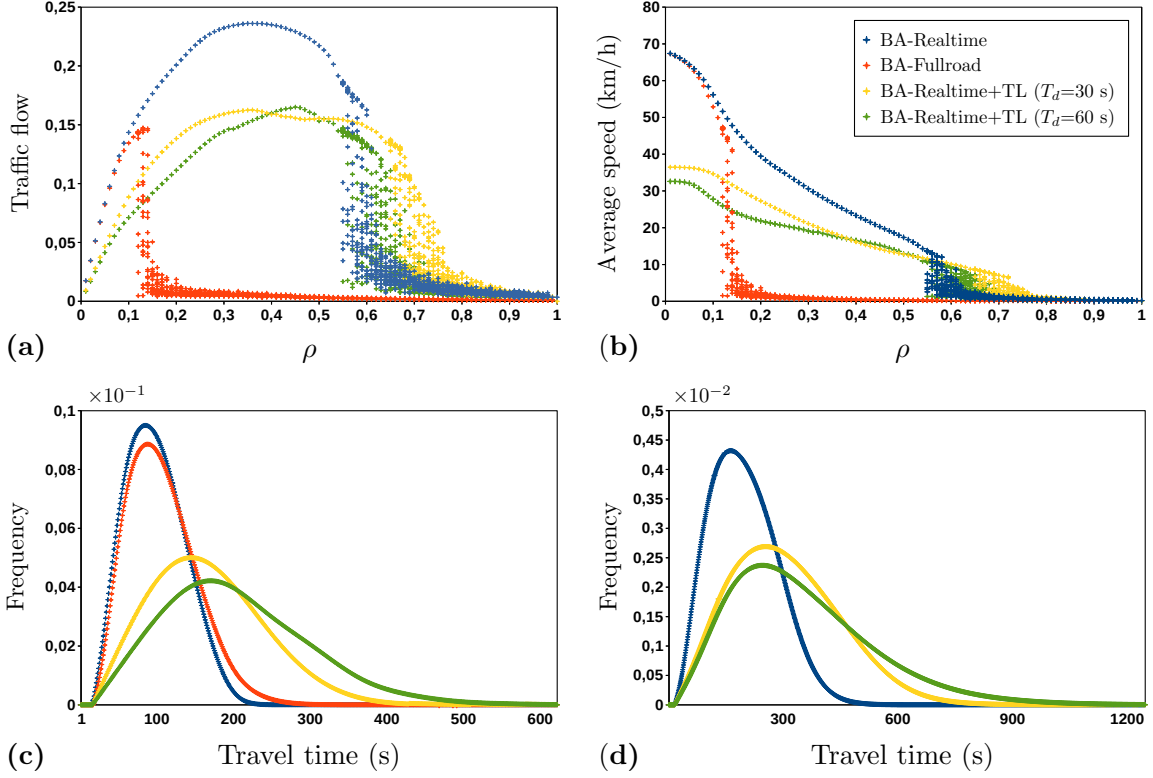 0,25
0,2
0,15
0,1
0,05
0
Traffic flow
0 0,1 0,2 0,3 0,4 0,5 0,6 0,7 0,8 0,9 1
(a) ρ
80
70
60
50
40
30
20
10
0
Average speed (km/h)
BA-Realtime
BA-Fullroad
BA-Realtime+TL (T_d=30 s)
BA-Realtime+TL (T_d=60 s)
0 0,1 0,2 0,3 0,4 0,5 0,6 0,7 0,8 0,9 1
(b) ρ
×10⁻¹
0,1
0,08
0,06
0,04
0,02
0
Frequency
1 100 200 300 400 500 600
(c) Travel time (s)
×10⁻²
0,5
0,45
0,4
0,35
0,3
0,25
0,2
0,15
0,1
0,05
0
Frequency
300 600 900 1200
(d) Travel time (s)